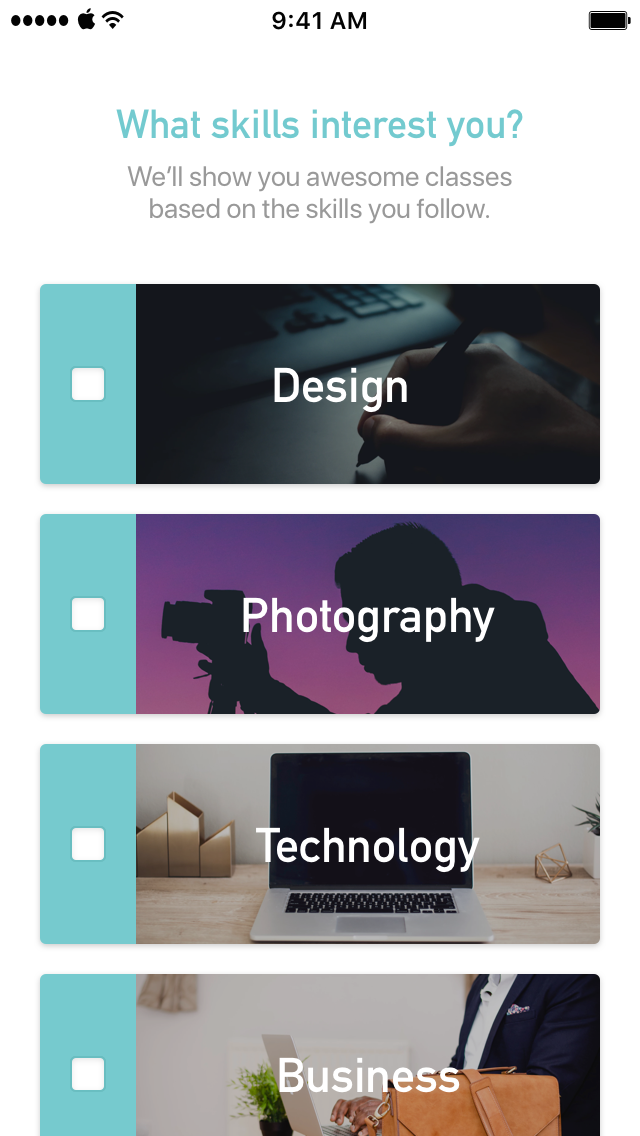 9:41 AM
What skills interest you?
We’ll show you awesome classes
based on the skills you follow.
Design
Photography
Technology
Business